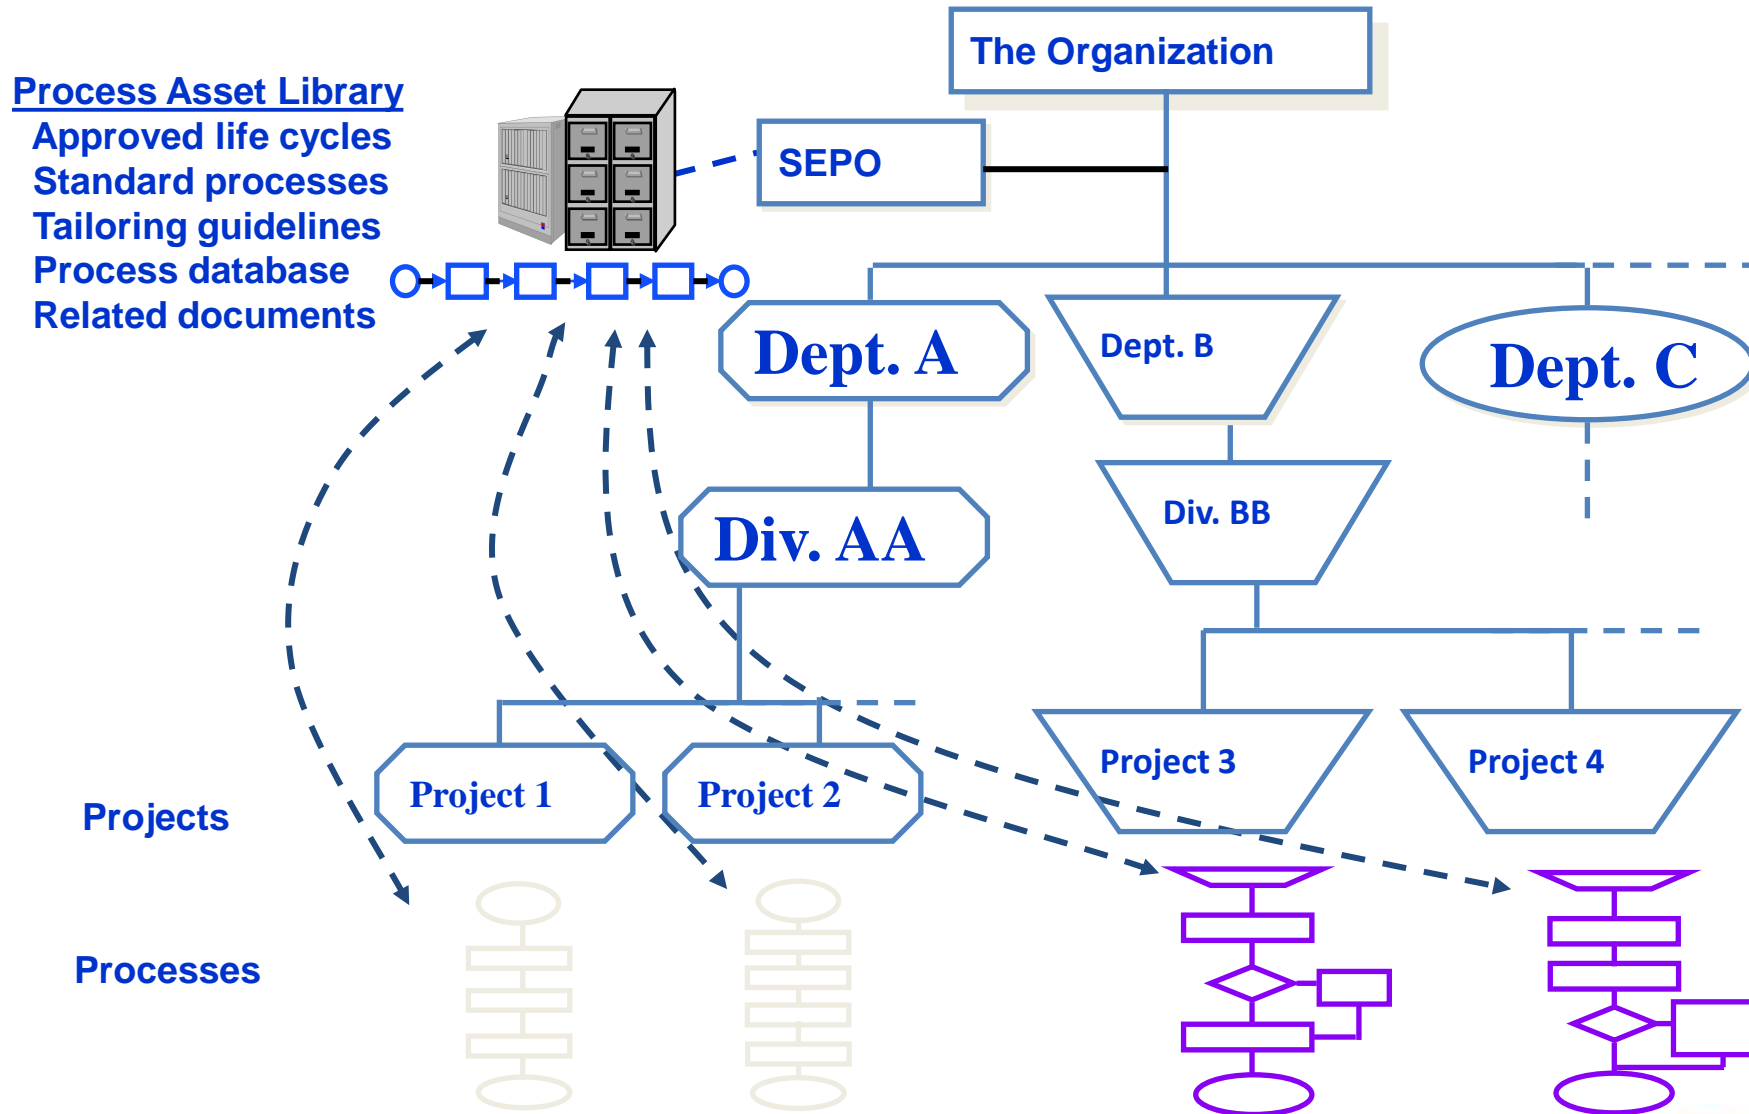 The Organization
Process Asset Library
Approved life cycles
Standard processes
Tailoring guidelines
Process database
Related documents
SEPO
Dept. A
Dept. B
Dept. C
Div. AA
Div. BB
Project 1
Project 2
Project 3
Project 4
Projects
Processes